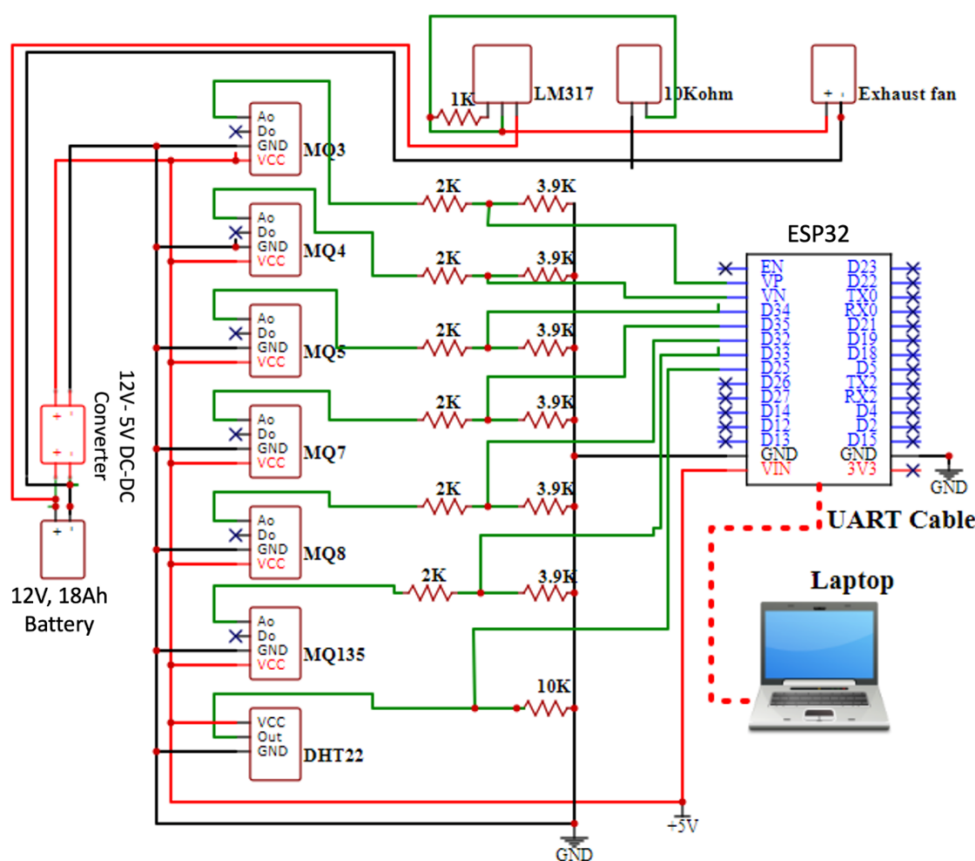 LM317
1K
10Kohm
+ -
Exhaust fan
Ao
Do
GND
VCC
MQ3
2K
3.9K
Ao
Do
GND
VCC
MQ4
2K
3.9K
Ao
Do
GND
VCC
MQ5
2K
3.9K
Ao
Do
GND
VCC
MQ7
2K
3.9K
Ao
Do
GND
VCC
MQ8
2K
3.9K
Ao
Do
GND
VCC
MQ135
2K
3.9K
VCC
Out
GND
DHT22
10K
12V- 5V DC-DC
Converter
+ -
+ -
+ -
12V, 18Ah
Battery
ESP32
EN D23
VP D22
VN TX0
D34 RX0
D35 D21
D32 D19
D33 D18
D25 D5
D26 TX2
D27 RX2
D14 D4
D12 D2
D13 D15
GND GND
VIN 3V3
GND
UART Cable
Laptop
+5V
GND